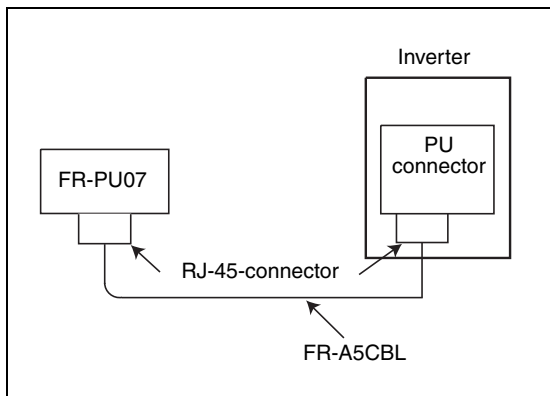 Inverter
PU
connector
FR-PU07
RJ-45-connector
FR-A5CBL